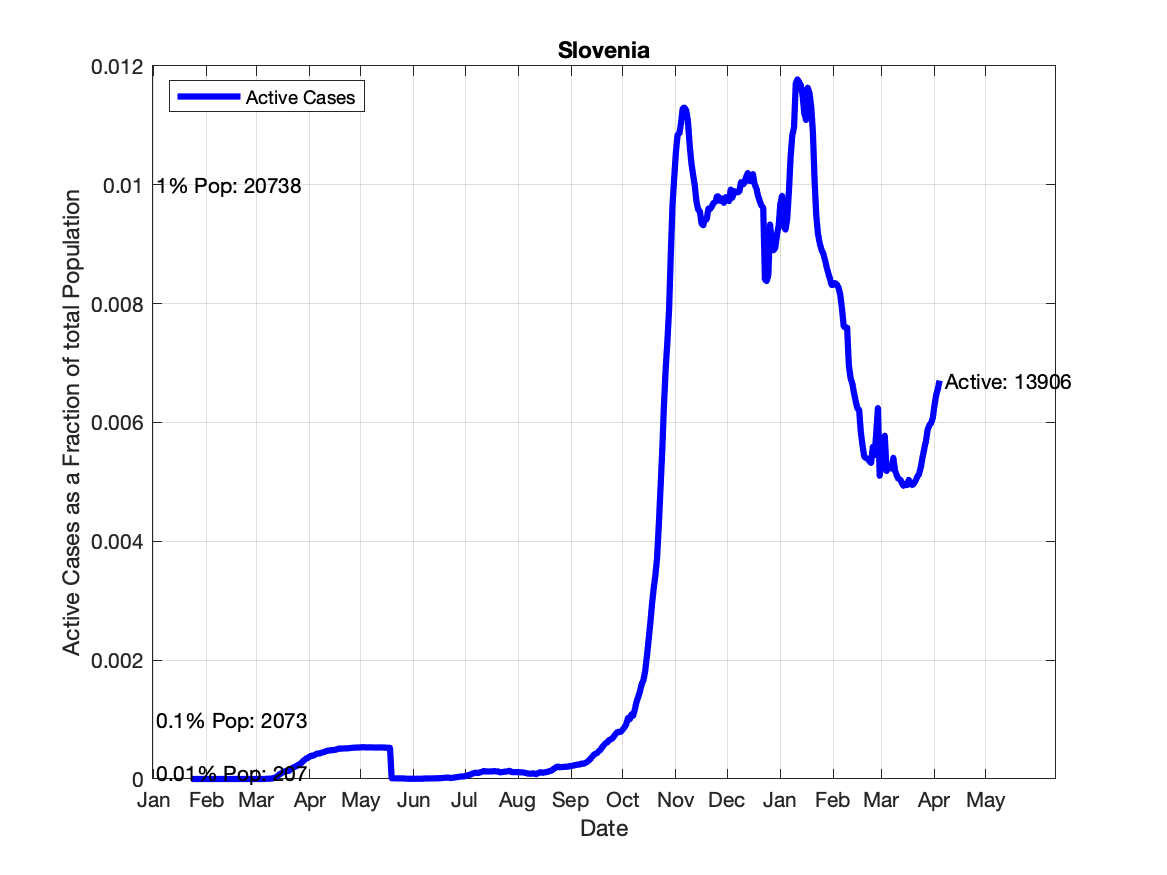 Slovenia
Active Cases
0.012
0.01
0.008
0.006
0.004
0.002
0
1% Pop: 20738
0.1% Pop: 2073
0.01% Pop: 207
Active: 13906
Active Cases as a Fraction of total Population
Jan Feb Mar Apr May Jun Jul Aug Sep Oct Nov Dec Jan Feb Mar Apr May
Date